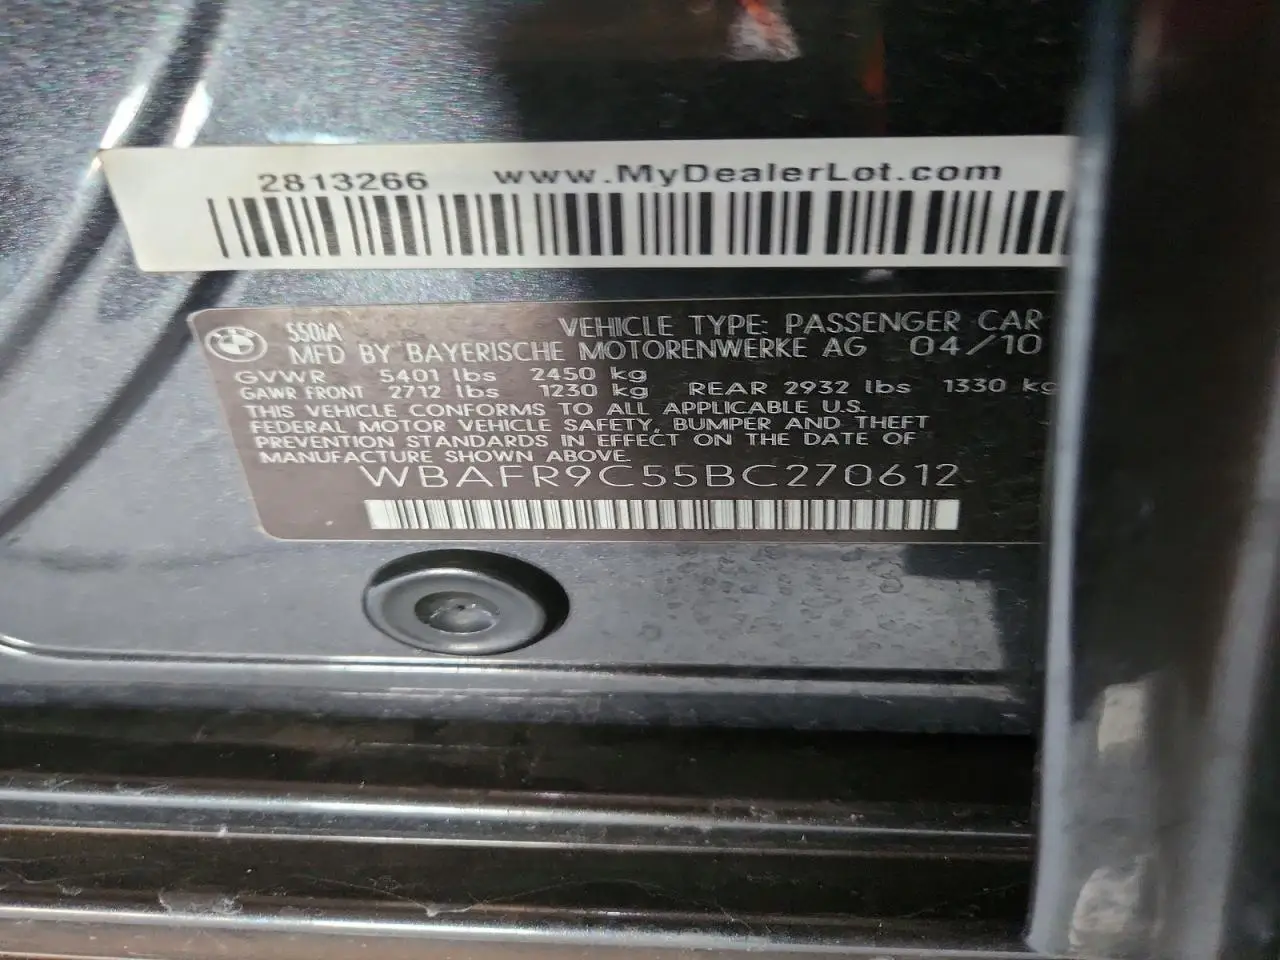 2813266 www.MyDealerLot.com
550iA VEHICLE TYPE: PASSENGER CAR
MFD BY BAYERISCHE MOTORENWERKE AG 04/10
GVWR 5401 lbs 2450 kg
GAWR FRONT 2712 lbs 1230 kg REAR 2932 lbs 1330 kg
THIS VEHICLE CONFORMS TO ALL APPLICABLE U.S.
FEDERAL MOTOR VEHICLE SAFETY, BUMPER AND THEFT
PREVENTION STANDARDS IN EFFECT ON THE DATE OF
MANUFACTURE SHOWN ABOVE.
WBAFR9C55BC270612